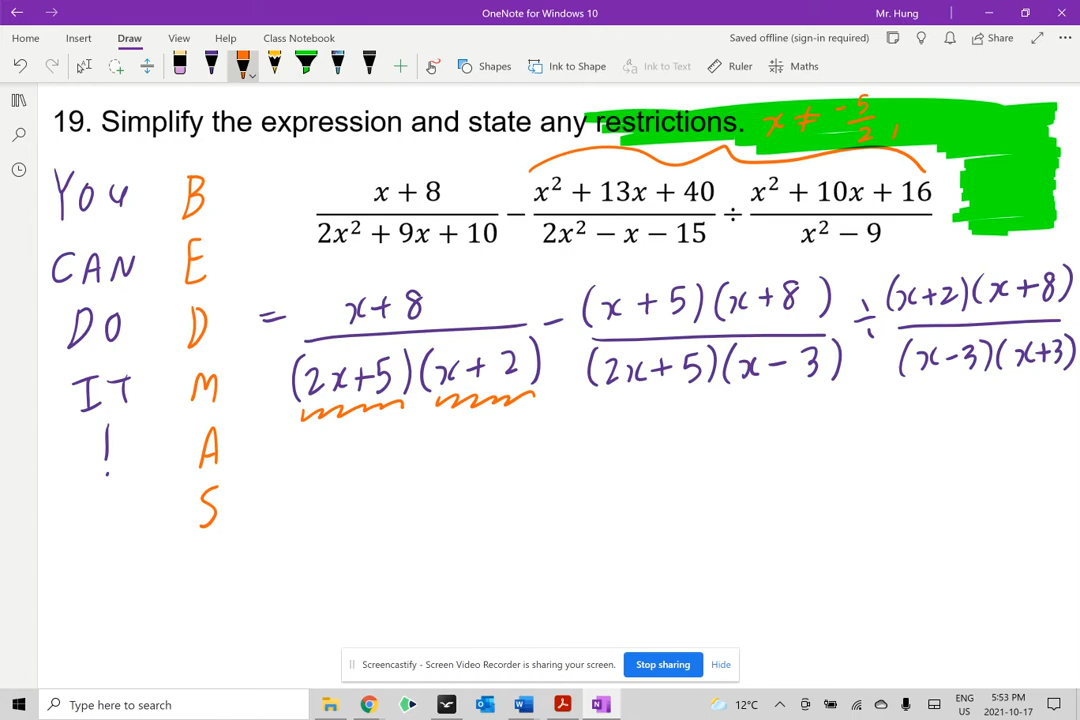 OneNote for Windows 10
Mr. Hung
Home Insert Draw View Help Class Notebook
Saved offline (sign-in required) Share
Shapes Ink to Shape Ink to Text Ruler Maths
19. Simplify the expression and state any restrictions. x ≠ -5/2,
(x + 8)/(2x² + 9x + 10) − (x² + 13x + 40)/(2x² − x − 15) ÷ (x² + 10x + 16)/(x² − 9)
= (x+8)/((2x+5)(x+2)) − ((x+5)(x+8))/((2x+5)(x-3)) ÷ ((x+2)(x+8))/((x-3)(x+3))
YOU
CAN
DO
IT
!
B
E
D
M
A
S
Screencastify - Screen Video Recorder is sharing your screen. Stop sharing Hide
Type here to search
12°C
ENG
US
5:53 PM
2021-10-17